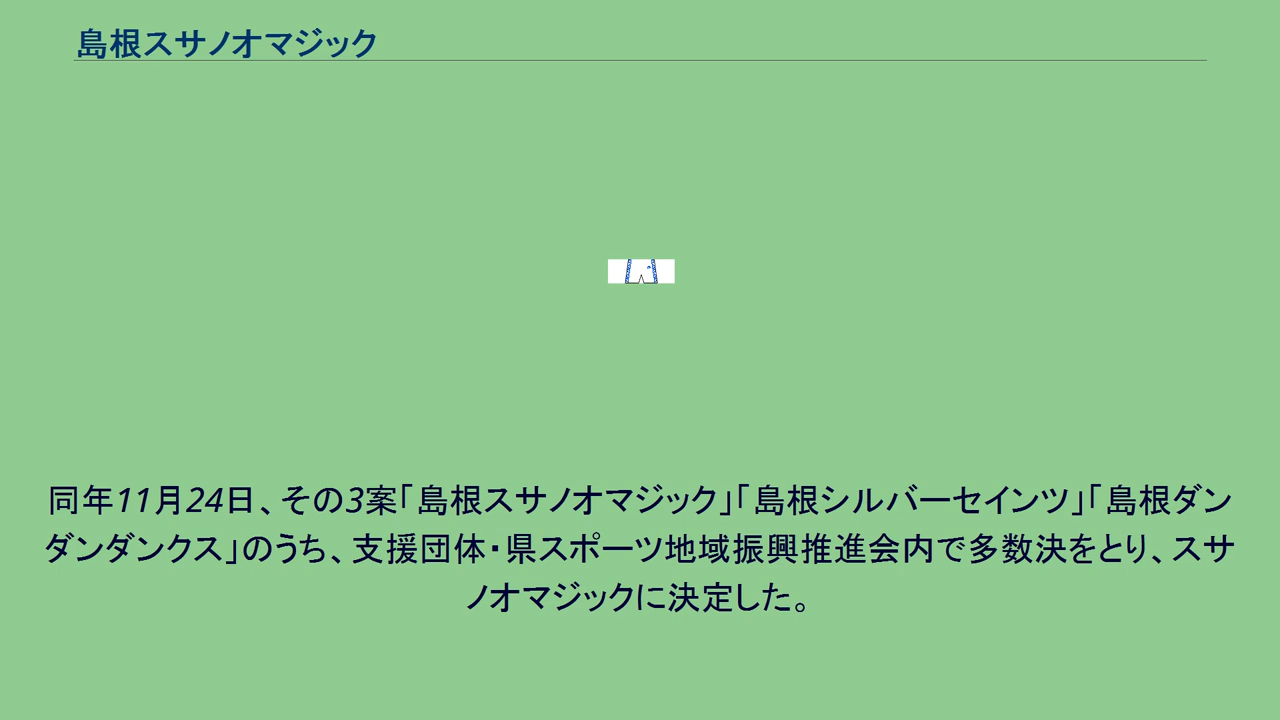 島根スサノオマジック
同年11月24日、その3案「島根スサノオマジック」「島根シルバーセインツ」「島根ダン
ダンダンクス」のうち、支援団体・県スポーツ地域振興推進会内で多数決をとり、スサ
ノオマジックに決定した。